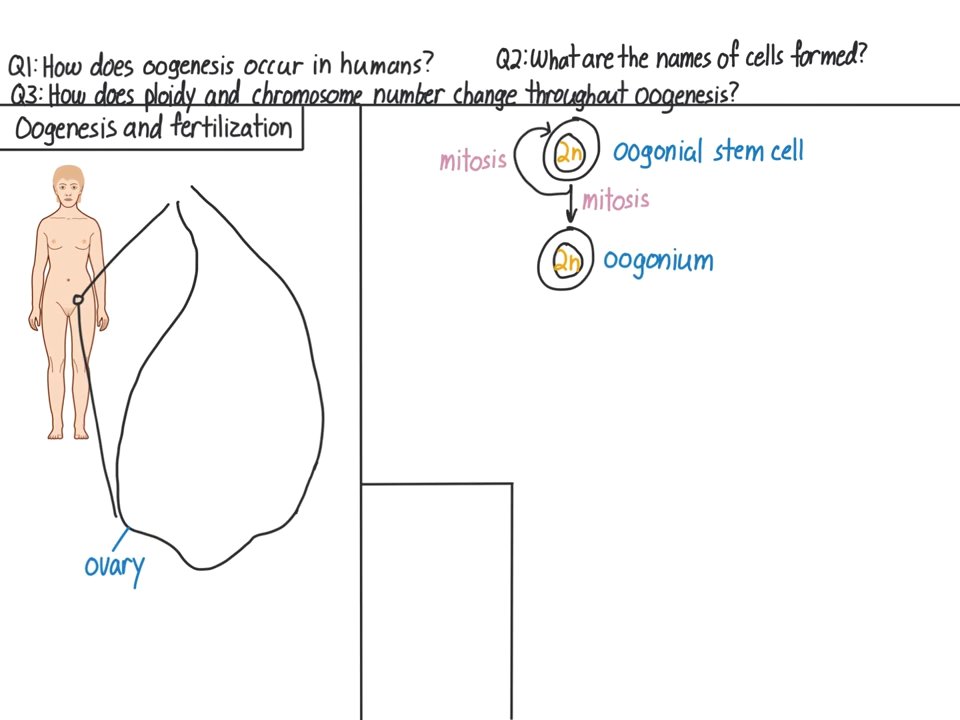 Q1: How does oogenesis occur in humans?
Q2: What are the names of cells formed?
Q3: How does ploidy and chromosome number change throughout oogenesis?
Oogenesis and fertilization
ovary
mitosis
2n
oogonial stem cell
mitosis
2n
oogonium